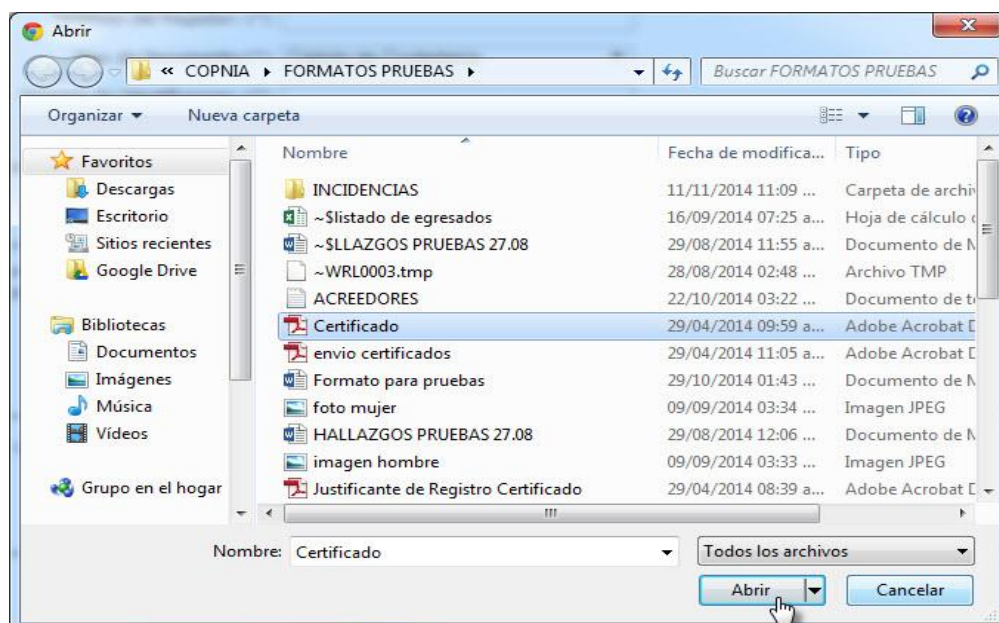 Abrir
« COPNIA ▸ FORMATOS PRUEBAS ▸ Buscar FORMATOS PRUEBAS
Organizar Nueva carpeta
Favoritos
Descargas
Escritorio
Sitios recientes
Google Drive
Bibliotecas
Documentos
Imágenes
Música
Vídeos
Grupo en el hogar
Nombre Fecha de modifica... Tipo
INCIDENCIAS 11/11/2014 11:09 ... Carpeta de archiv
~$listado de egresados 16/09/2014 07:25 a... Hoja de cálculo
~$LLAZGOS PRUEBAS 27.08 29/08/2014 11:55 a... Documento de
~WRL0003.tmp 28/08/2014 02:48 ... Archivo TMP
ACREEDORES 22/10/2014 03:22 ... Documento de
Certificado 29/04/2014 09:59 a... Adobe Acrobat
envio certificados 29/04/2014 11:05 a... Adobe Acrobat
Formato para pruebas 29/10/2014 01:43 ... Documento de
foto mujer 09/09/2014 03:34 ... Imagen JPEG
HALLAZGOS PRUEBAS 27.08 29/08/2014 12:06 ... Documento de
imagen hombre 09/09/2014 03:33 ... Imagen JPEG
Justificante de Registro Certificado 29/04/2014 08:39 a... Adobe Acrobat
Nombre: Certificado Todos los archivos
Abrir Cancelar